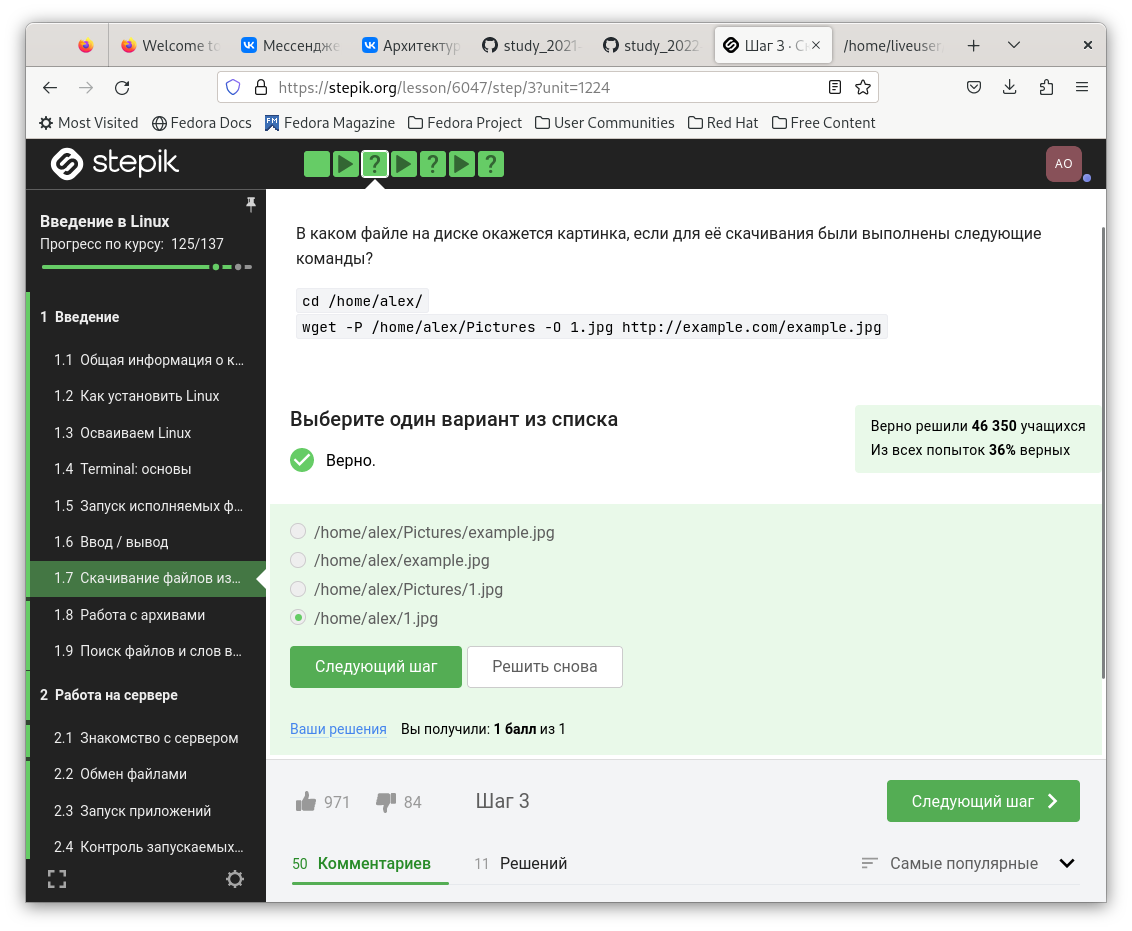 Welcome to
Мессендже
Архитектур
study_2021-
study_2022
Шаг 3 · Ст
/home/liveuser
https://stepik.org/lesson/6047/step/3?unit=1224
Most Visited
Fedora Docs
Fedora Magazine
Fedora Project
User Communities
Red Hat
Free Content
stepik
AO
Введение в Linux
Прогресс по курсу: 125/137
1 Введение
1.1 Общая информация о к…
1.2 Как установить Linux
1.3 Осваиваем Linux
1.4 Terminal: основы
1.5 Запуск исполняемых ф…
1.6 Ввод / вывод
1.7 Скачивание файлов из…
1.8 Работа с архивами
1.9 Поиск файлов и слов в…
2 Работа на сервере
2.1 Знакомство с сервером
2.2 Обмен файлами
2.3 Запуск приложений
2.4 Контроль запускаемых…
В каком файле на диске окажется картинка, если для её скачивания были выполнены следующие
команды?
cd /home/alex/
wget -P /home/alex/Pictures -O 1.jpg http://example.com/example.jpg
Выберите один вариант из списка
Верно.
Верно решили 46 350 учащихся
Из всех попыток 36% верных
/home/alex/Pictures/example.jpg
/home/alex/example.jpg
/home/alex/Pictures/1.jpg
/home/alex/1.jpg
Следующий шаг
Решить снова
Ваши решения Вы получили: 1 балл из 1
971
84
Шаг 3
Следующий шаг
50 Комментариев
11 Решений
Самые популярные